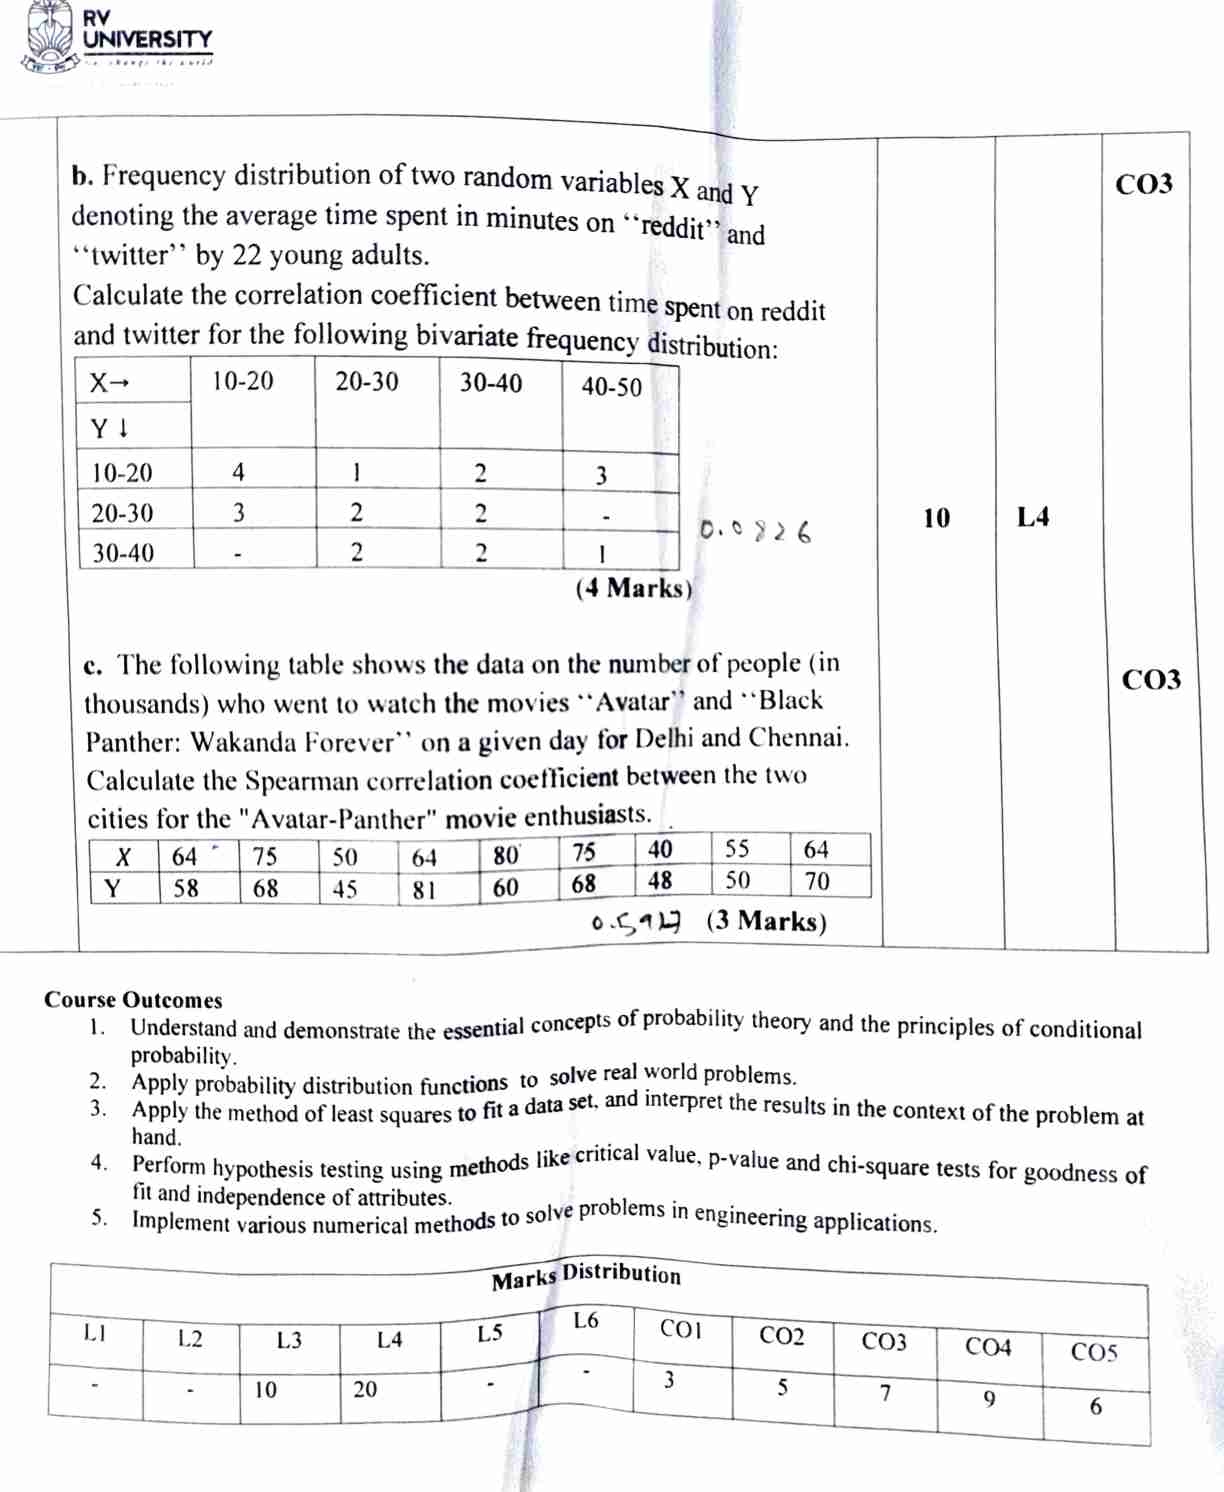 RV
UNIVERSITY
b. Frequency distribution of two random variables X and Y
denoting the average time spent in minutes on ‘‘reddit’’ and
‘‘twitter’’ by 22 young adults.
Calculate the correlation coefficient between time spent on reddit
and twitter for the following bivariate frequency distribution:
X→ 10-20 20-30 30-40 40-50
Y ↓
10-20 4 1 2 3
20-30 3 2 2 -
30-40 - 2 2 1
0.0826
(4 Marks)
10 L4 CO3
c. The following table shows the data on the number of people (in
thousands) who went to watch the movies ‘‘Avatar’’ and ‘‘Black
Panther: Wakanda Forever’’ on a given day for Delhi and Chennai.
Calculate the Spearman correlation coefficient between the two
cities for the "Avatar-Panther" movie enthusiasts.
CO3
X 64 75 50 64 80 75 40 55 64
Y 58 68 45 81 60 68 48 50 70
(3 Marks)
Course Outcomes
1. Understand and demonstrate the essential concepts of probability theory and the principles of conditional
probability.
2. Apply probability distribution functions to solve real world problems.
3. Apply the method of least squares to fit a data set, and interpret the results in the context of the problem at
hand.
4. Perform hypothesis testing using methods like critical value, p-value and chi-square tests for goodness of
fit and independence of attributes.
5. Implement various numerical methods to solve problems in engineering applications.
Marks Distribution
L1 L2 L3 L4 L5 L6 CO1 CO2 CO3 CO4 CO5
- - 10 20 - - 3 5 7 9 6